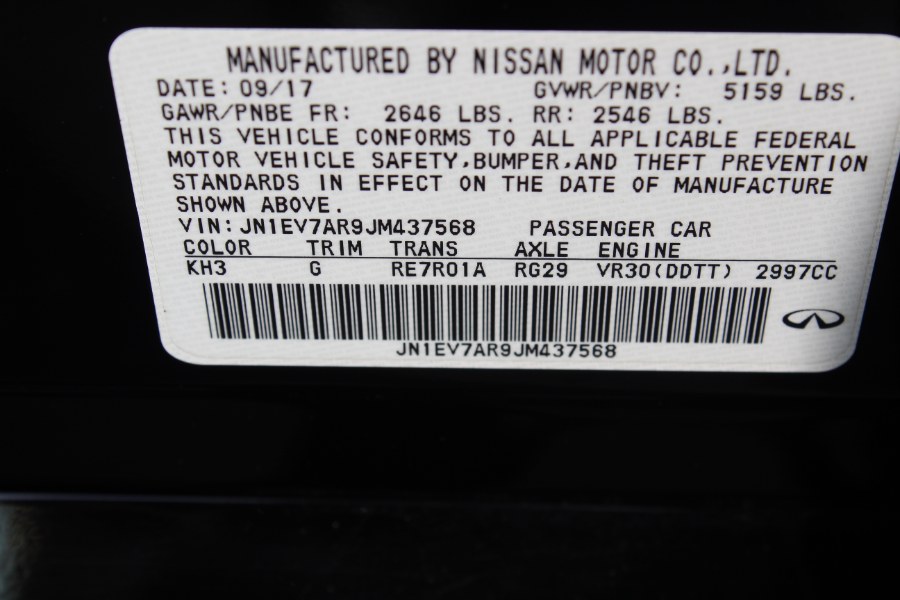 MANUFACTURED BY NISSAN MOTOR CO.,LTD.
DATE: 09/17 GVWR/PNBV: 5159 LBS.
GAWR/PNBE FR: 2646 LBS. RR: 2546 LBS.
THIS VEHICLE CONFORMS TO ALL APPLICABLE FEDERAL
MOTOR VEHICLE SAFETY,BUMPER,AND THEFT PREVENTION
STANDARDS IN EFFECT ON THE DATE OF MANUFACTURE
SHOWN ABOVE.
VIN:JN1EV7AR9JM437568 PASSENGER CAR
COLOR TRIM TRANS AXLE ENGINE
KH3 G RE7R01A RG29 VR30(DDTT) 2997CC
JN1EV7AR9JM437568